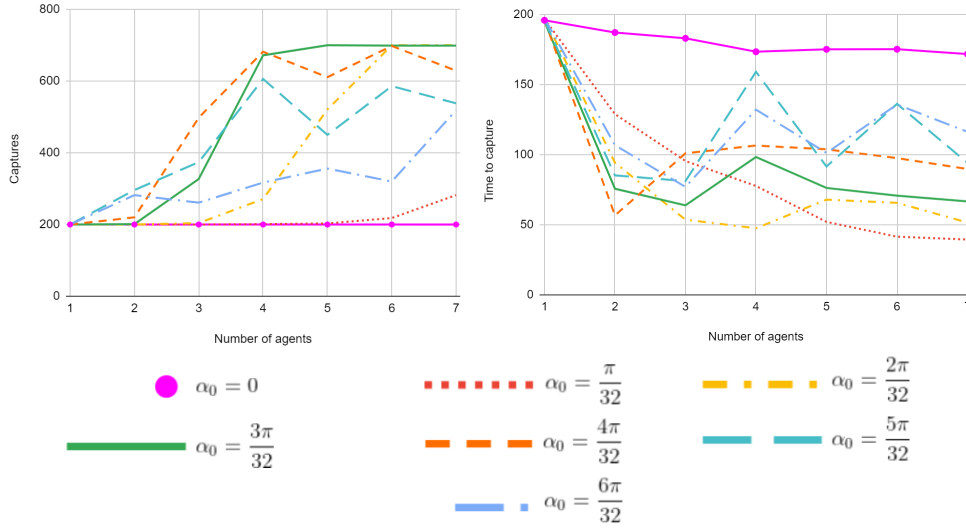 Captures
800
600
400
200
0
1 2 3 4 5 6 7
Number of agents
Time to capture
200
150
100
50
0
1 2 3 4 5 6
Number of agents
α₀ = 0
α₀ = π/32
α₀ = 2π/32
α₀ = 3π/32
α₀ = 4π/32
α₀ = 5π/32
α₀ = 6π/32